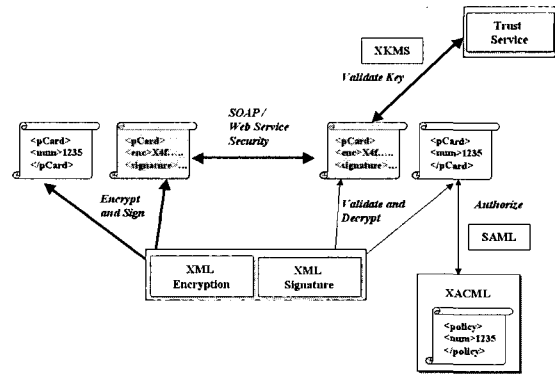 Trust
Service
XKMS
Validate Key
SOAP /
Web Service
Security
<pCard>
<num>1235
</pCard>
<pCard>
<enc>X4f.....
<signature>...
<pCard>
<enc>X4f.....
<signature>...
<pCard>
<num>1235
</pCard>
Encrypt
and Sign
Validate and
Decrypt
Authorize
SAML
XML
Encryption
XML
Signature
XACML
<policy>
<num>1235
</policy>